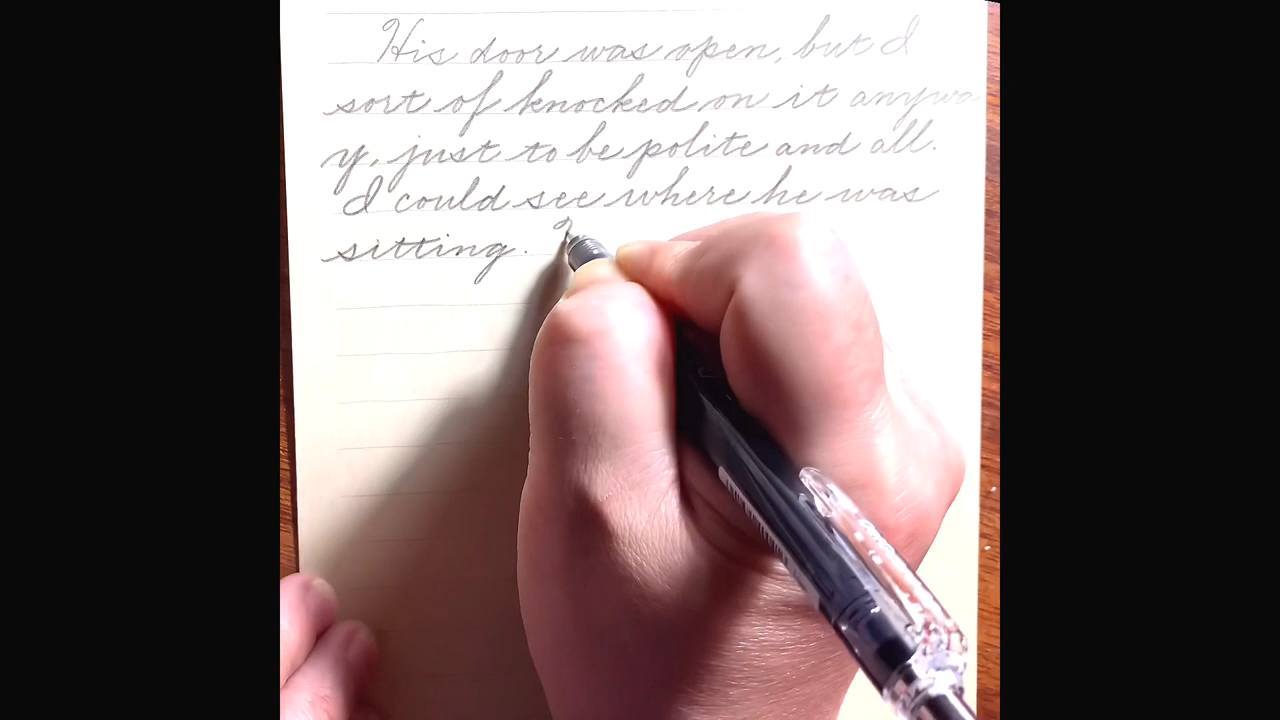 His door was open, but I
sort of knocked on it anywa
y, just to be polite and all.
I could see where he was
sitting.